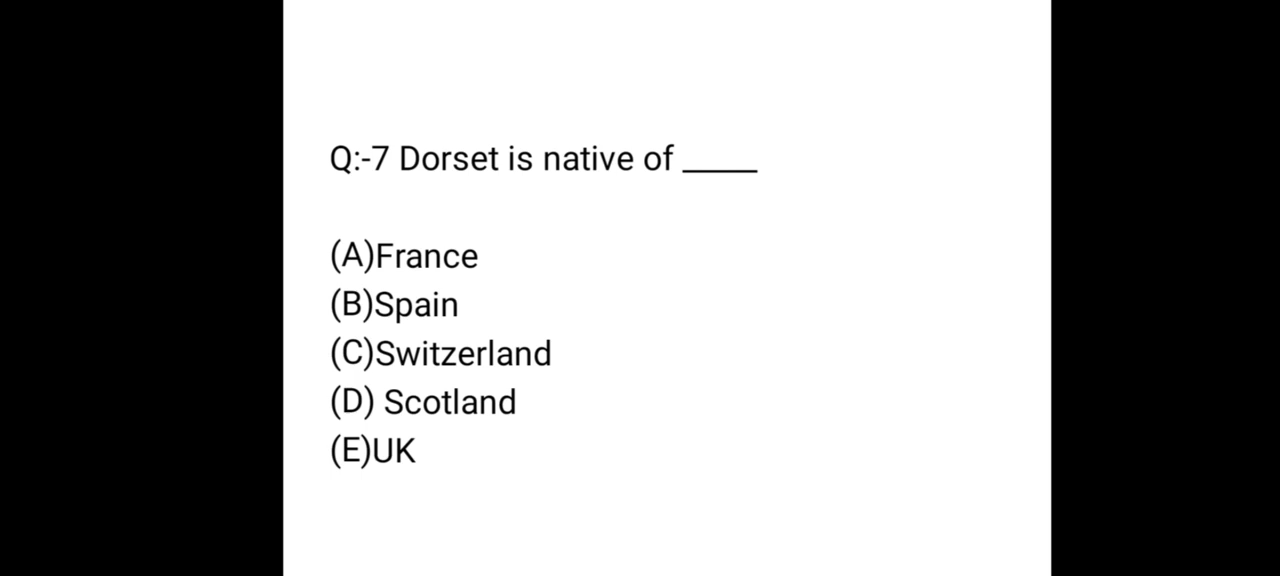 Q:-7 Dorset is native of _____
(A)France
(B)Spain
(C)Switzerland
(D) Scotland
(E)UK